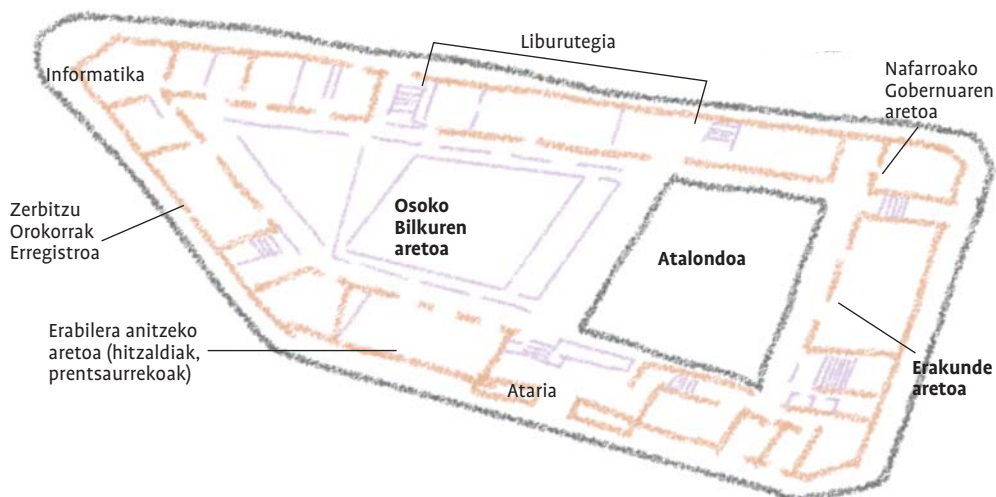 Liburutegia
Informatika
Nafarroako
Gobernuaren
aretoa
Zerbitzu
Orokorrak
Erregistroa
Osoko
Bilkuren
aretoa
Atalondoa
Erabilera anitzeko
aretoa (hitzaldiak,
prentsaurrekoak)
Ataria
Erakunde
aretoa